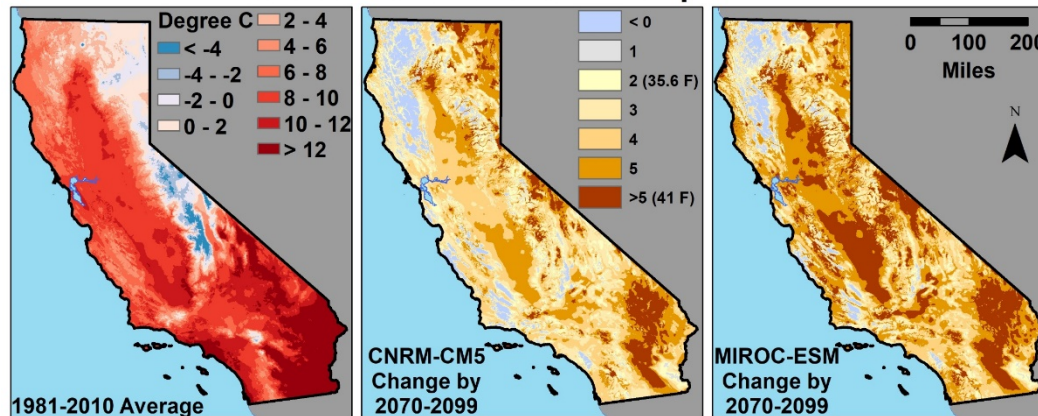 Degree C
< -4
-4 - -2
-2 - 0
0 - 2
2 - 4
4 - 6
6 - 8
8 - 10
10 - 12
> 12
1981-2010 Average
< 0
1
2 (35.6 F)
3
4
5
>5 (41 F)
CNRM-CM5
Change by
2070-2099
0 100 200
Miles
N
MIROC-ESM
Change by
2070-2099